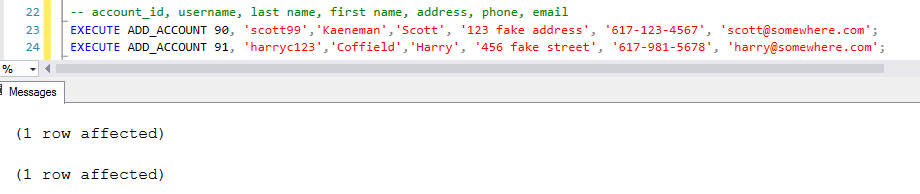 22 -- account_id, username, last name, first name, address, phone, email
23 EXECUTE ADD_ACCOUNT 90, 'scott99','Kaeneman','Scott', '123 fake address', '617-123-4567', 'scott@somewhere.com';
24 EXECUTE ADD_ACCOUNT 91, 'harryc123','Coffield','Harry', '456 fake street', '617-981-5678', 'harry@somewhere.com';
%
Messages
(1 row affected)
(1 row affected)